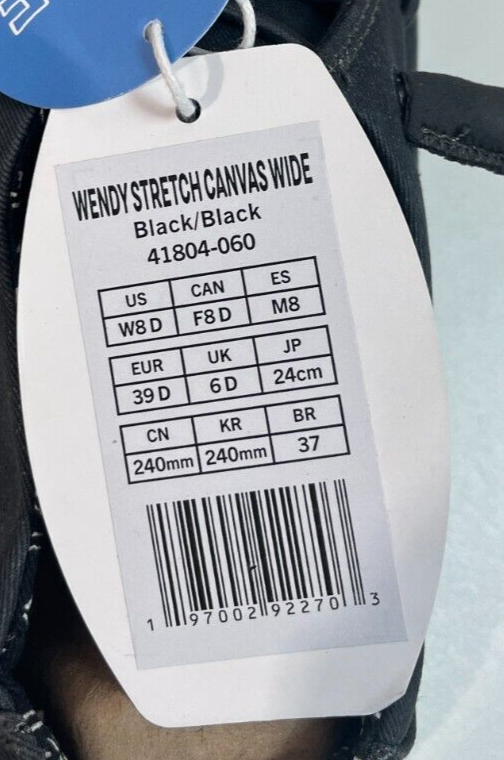 WENDY STRETCH CANVAS WIDE
Black/Black
41804-060
US CAN ES
W8 D F8 D M8
EUR UK JP
39 D 6 D 24cm
CN KR BR
240mm 240mm 37
1 97002 92270 3